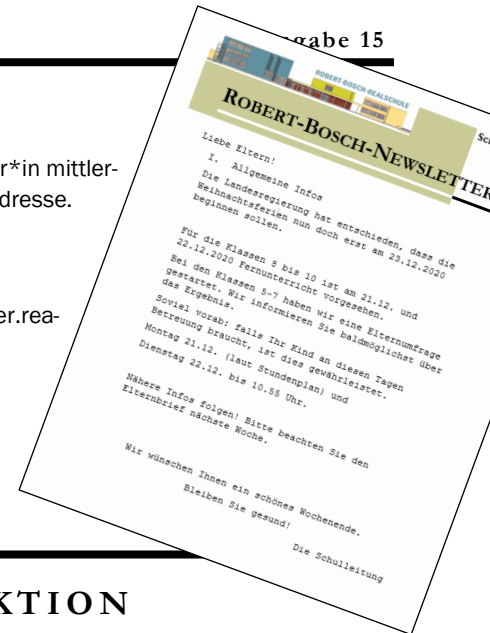 gabe 15
r*in mittler-
dresse.
er.rea-
ROBERT-BOSCH-REALSCHULE
ROBERT-BOSCH-NEWSLETTER
Liebe Eltern!
I. Allgemeine Infos
Die Landesregierung hat entschieden, dass die
Weihnachtsferien nun doch erst am 23.12.2020
beginnen sollen.
Für die Klassen 8 bis 10 ist am 21.12. und
22.12.2020 Fernunterricht vorgesehen.
Bei den Klassen 5-7 haben wir eine Elternumfrage
gestartet. Wir informieren Sie baldmöglichst über
das Ergebnis.
Soviel vorab: falls Ihr Kind an diesen Tagen
Betreuung braucht, ist dies gewährleistet.
Montag 21.12. (laut Stundenplan) und
Dienstag 22.12. bis 10.55 Uhr.
Nähere Infos folgen! Bitte beachten Sie den
Elternbrief nächste Woche.
Wir wünschen Ihnen ein schönes Wochenende.
Bleiben Sie gesund!
Die Schulleitung
KTION